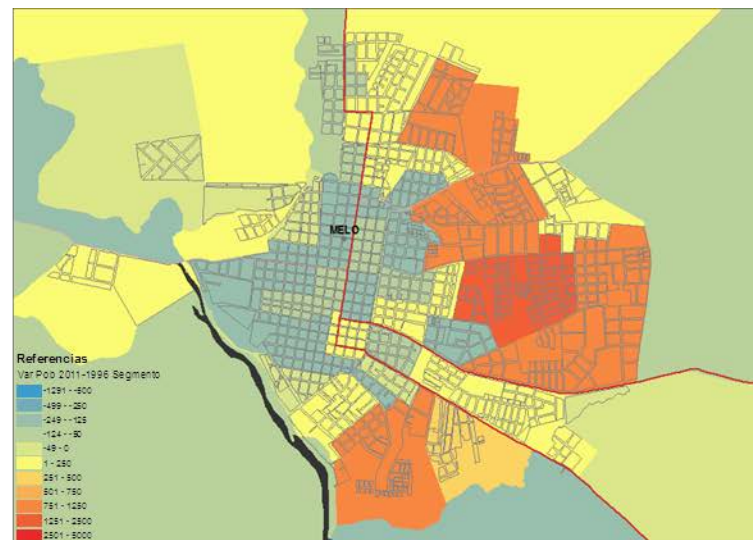 MELO
Referencias
Var Pob 2011-1996 Segmento
-1291 - -500
-499 - -250
-249 - -125
-124 - -50
-49 - 0
1 - 250
251 - 500
501 - 750
751 - 1250
1251 - 2500
2501 - 5000